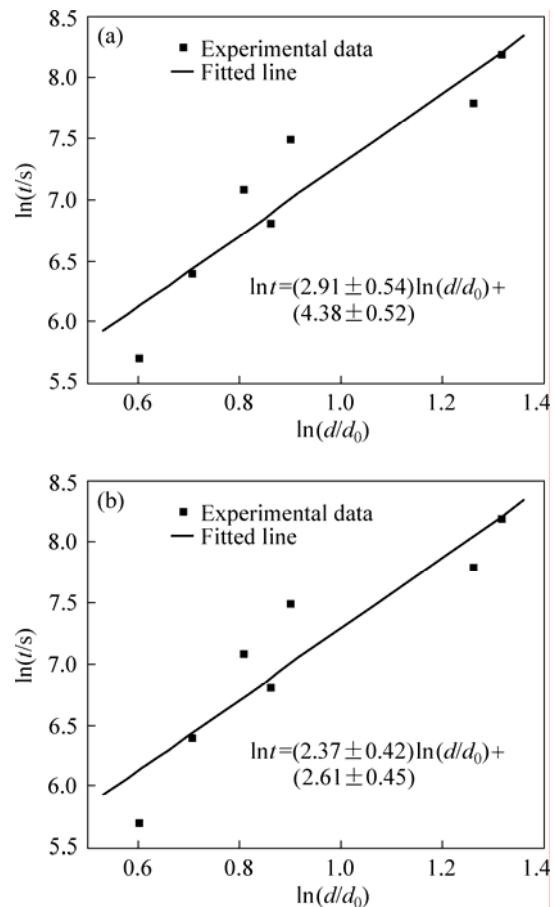 (a)
Experimental data
Fitted line
ln(t/s)
8.5
8.0
7.5
7.0
6.5
6.0
5.5
lnt=(2.91±0.54)ln(d/d₀)+
(4.38±0.52)
0.6 0.8 1.0 1.2 1.4
ln(d/d₀)
(b)
Experimental data
Fitted line
ln(t/s)
8.5
8.0
7.5
7.0
6.5
6.0
5.5
lnt=(2.37±0.42)ln(d/d₀)+
(2.61±0.45)
0.6 0.8 1.0 1.2 1.4
ln(d/d₀)